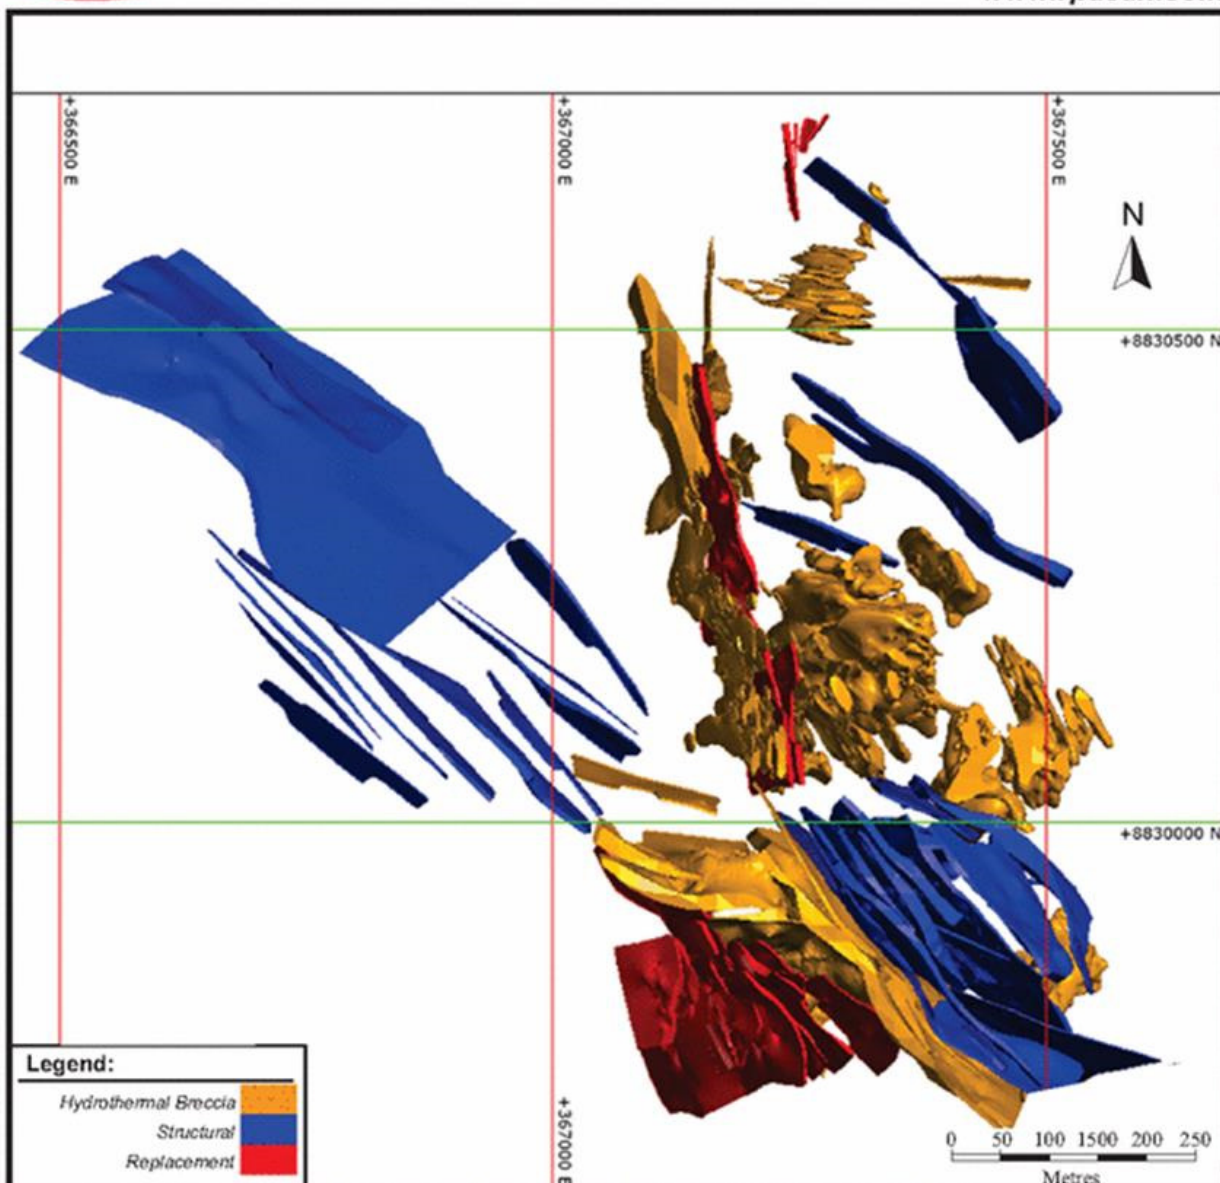 +366500 E
+367000 E
+367500 E
N
+8830500 N
+8830000 N
+367000 E
Legend:
Hydrothermal Breccia
Structural
Replacement
0 50 100 1500 200 250
Metres